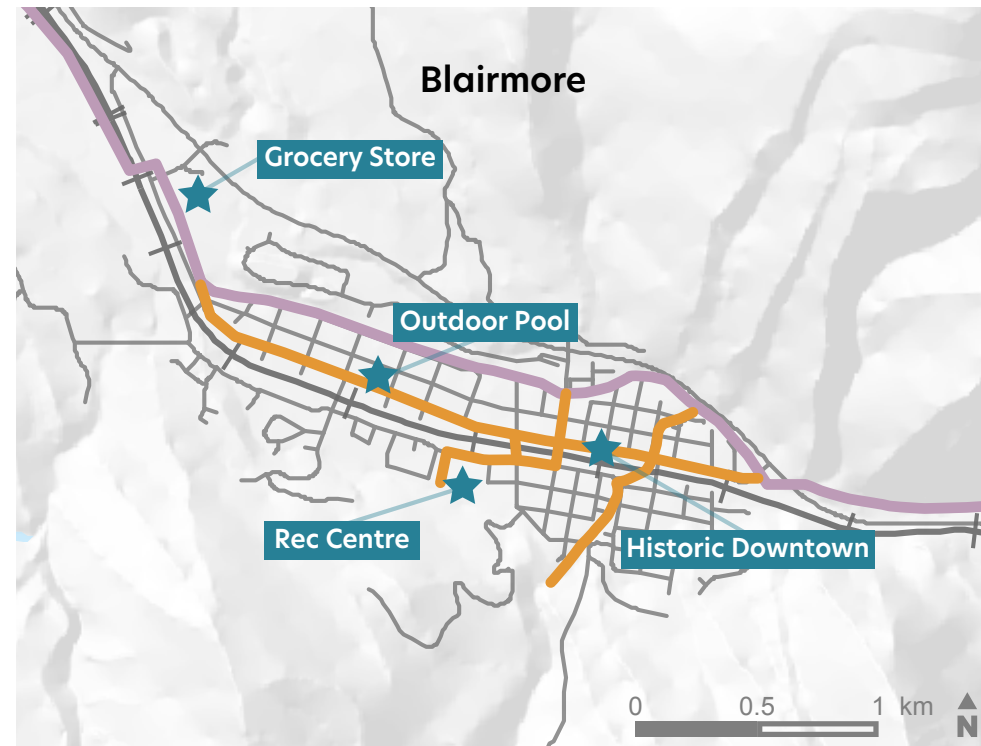 Blairmore
Grocery Store
Outdoor Pool
Rec Centre
Historic Downtown
0 0.5 1 km
N